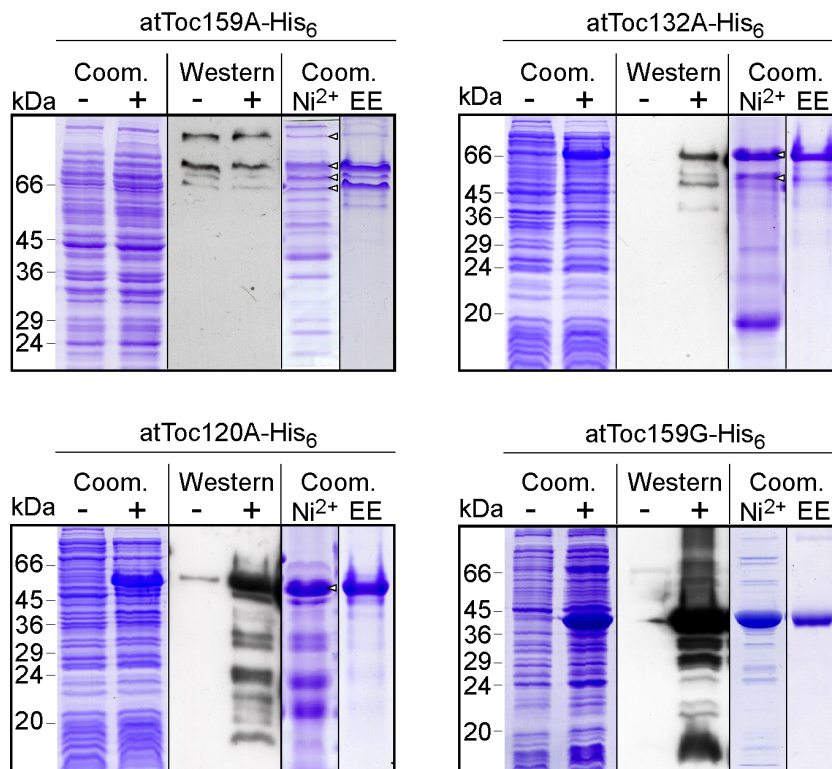 atToc159A-His6
Coom. Western Coom.
kDa - + - + Ni2+ EE
66
45
36
29
24
atToc132A-His6
Coom. Western Coom.
kDa - + - + Ni2+ EE
66
45
36
29
24
20
atToc120A-His6
Coom. Western Coom.
kDa - + - + Ni2+ EE
66
45
36
29
24
20
atToc159G-His6
Coom. Western Coom.
kDa - + - + Ni2+ EE
66
45
36
29
24
20